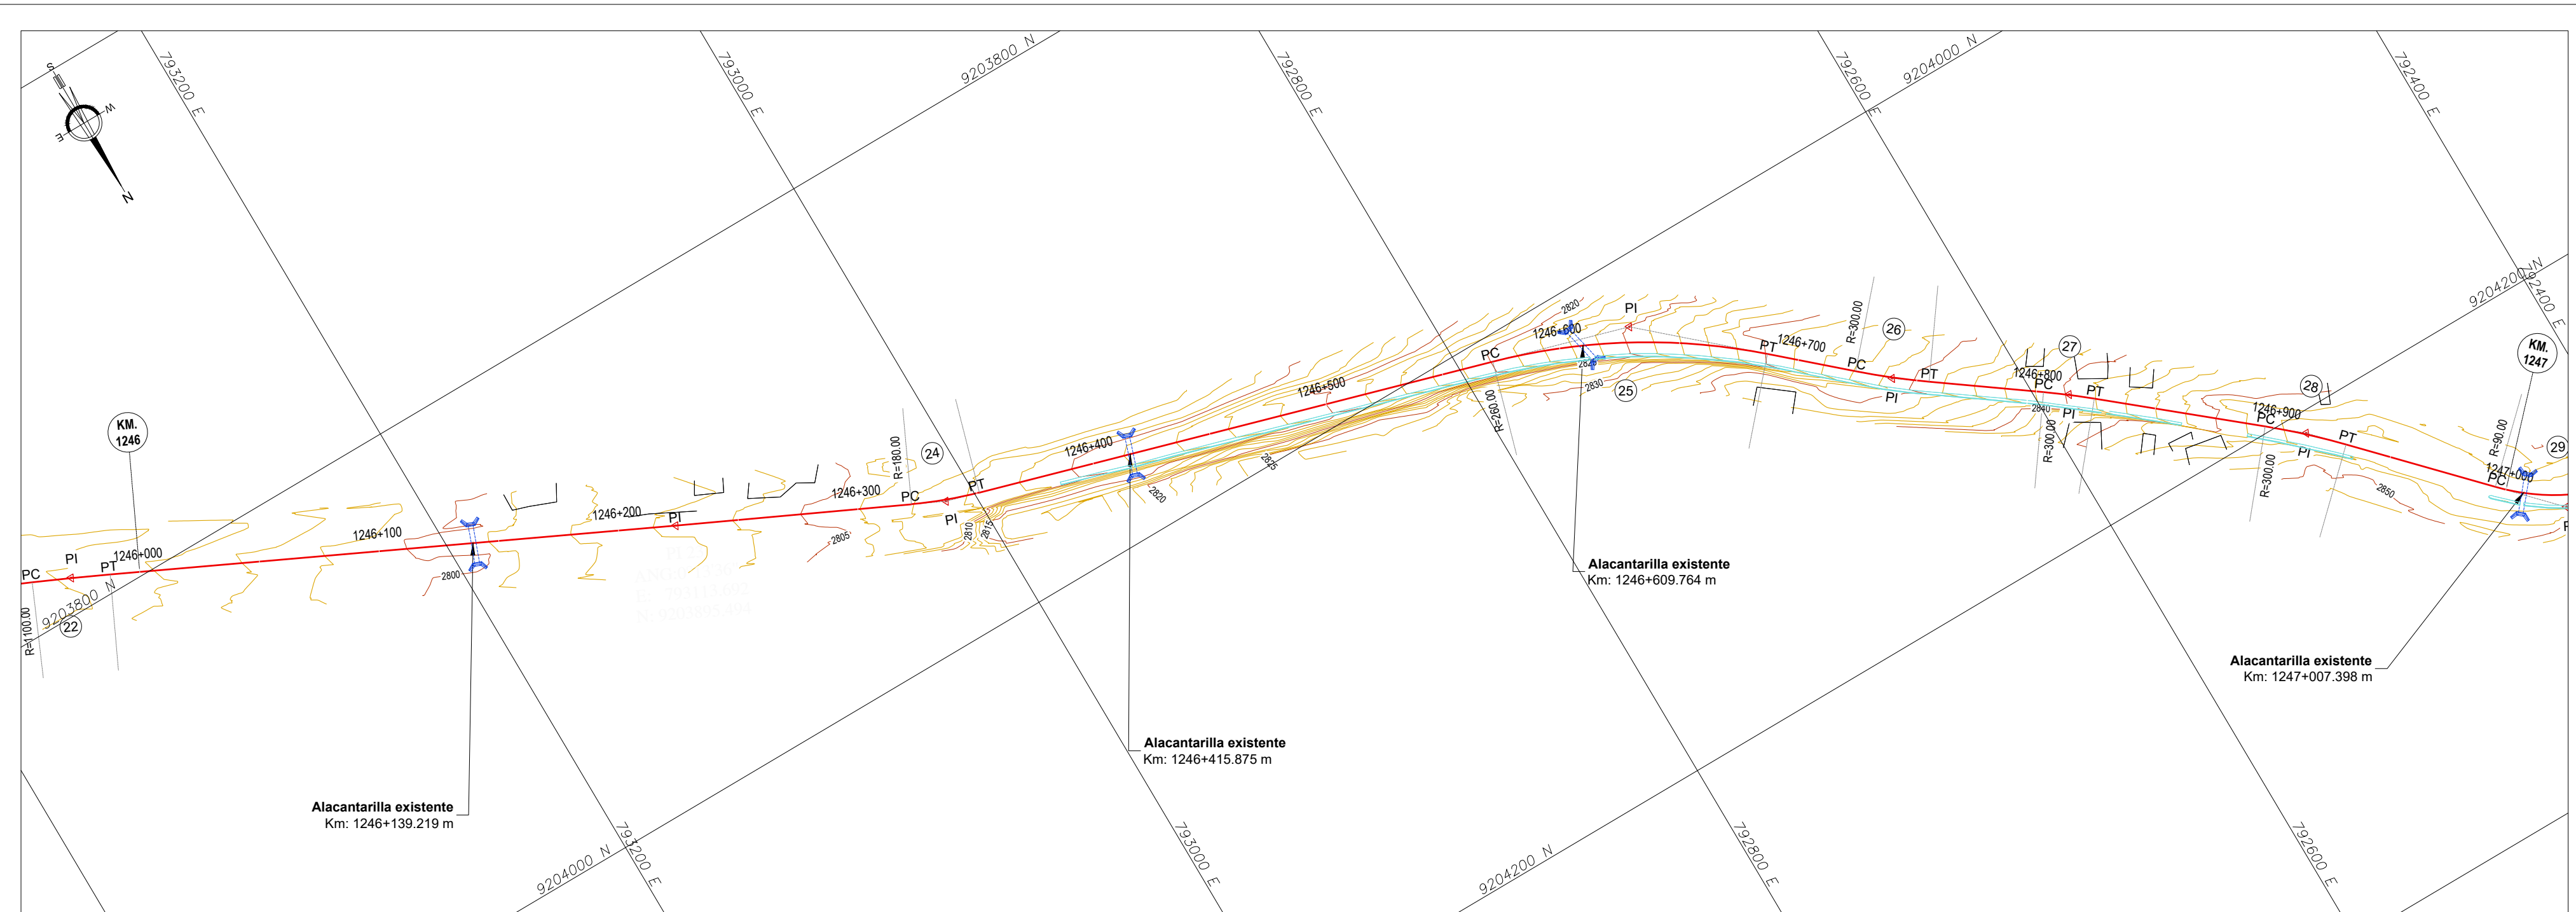 793200 E
793000 E
9203800 N
792800 E
792600 E
9204000 N
792400 E
S
W
E
N
9204200 N
792400 E
KM.
1247
2820
PI
1246+600
R=300.00
26
1246+700
PT
PC
PC
PT
PI
27
1246+800
PC
PT
PI
28
1246+900
PC
PT
PI
2830
25
R=260.00
2840
R=300.00
R=300.00
R=90.00
29
1247+000
PC
2850
1246+500
KM.
1246
R=180.00
24
1246+400
2825
2820
1246+300
PC
PT
PI
2810
2815
1246+200
PI
2805
1246+100
2800
PC
PI
PT
1246+000
R=1100.00
9203800 N
22
Alacantarilla existente
Km: 1246+609.764 m
Alacantarilla existente
Km: 1247+007.398 m
Alacantarilla existente
Km: 1246+415.875 m
Alacantarilla existente
Km: 1246+139.219 m
793200 E
793000 E
792800 E
792600 E
9204000 N
9204200 N